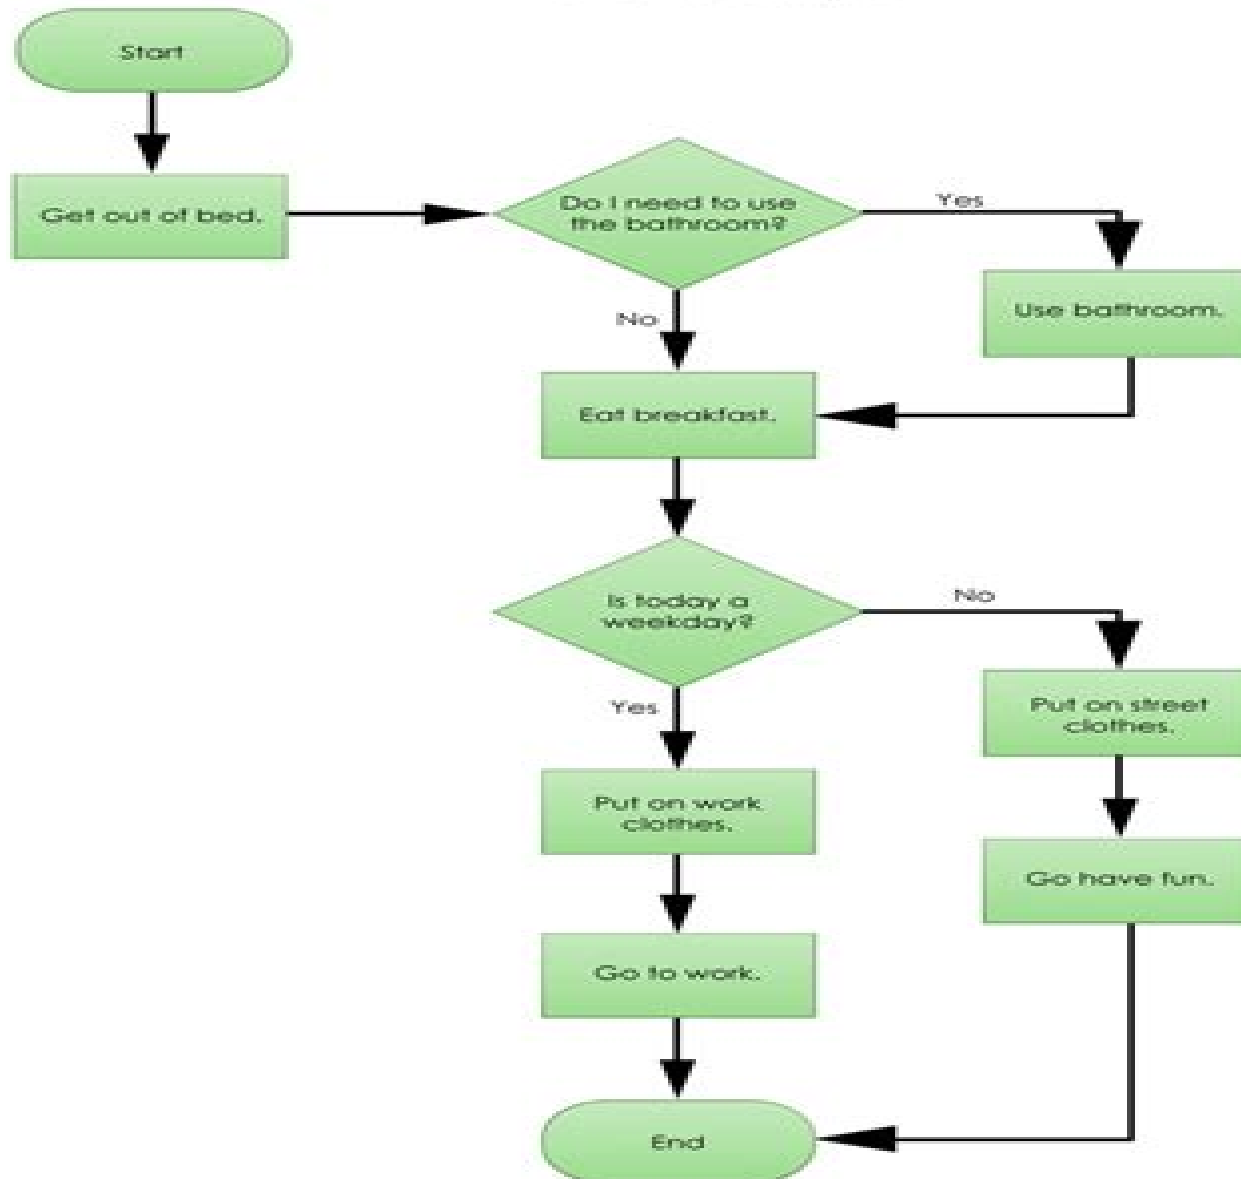 Start
Get out of bed.
Do I need to use
the bathroom?
Yes
Use bathroom.
No
Eat breakfast.
Is today a
weekday?
No
Put on street
clothes.
Yes
Put on work
clothes.
Go have fun.
Go to work.
End